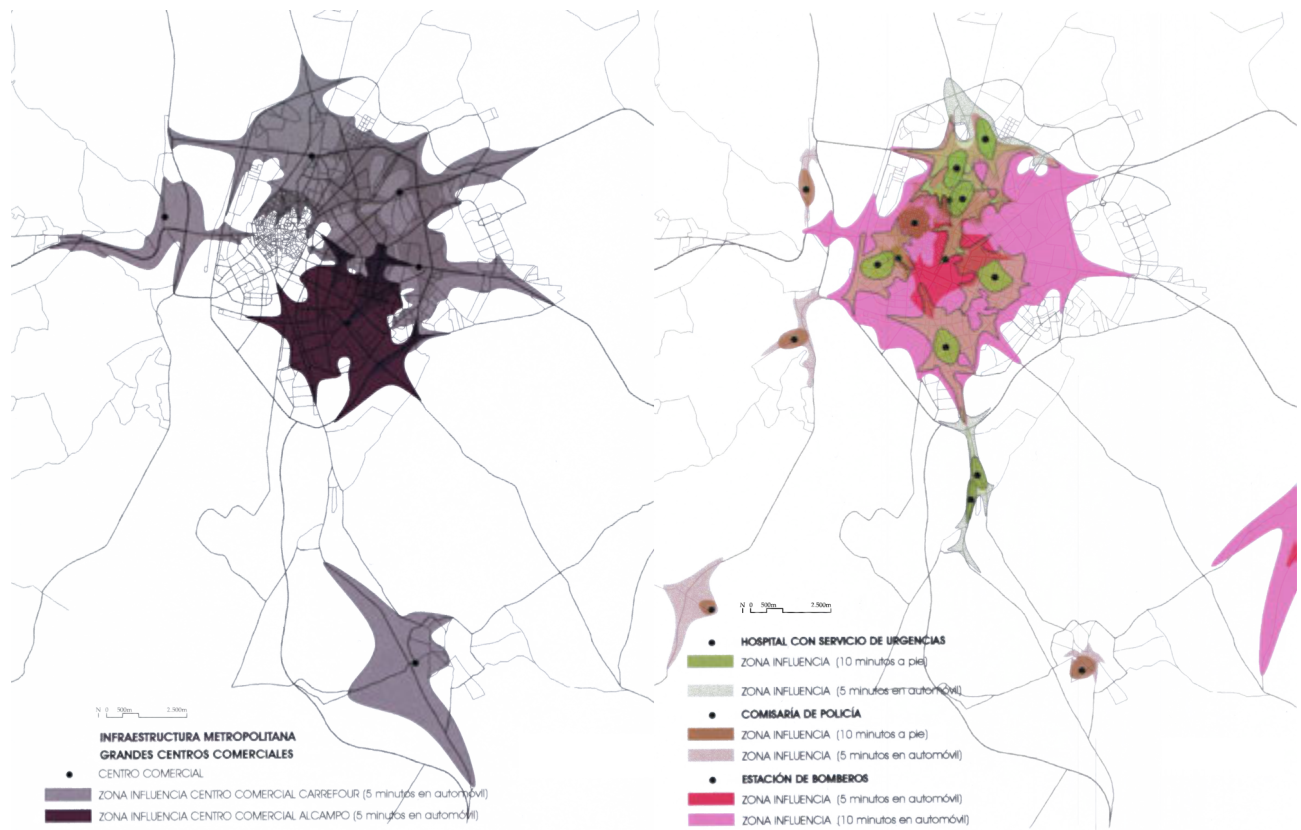 N 0 500m 2.500m
INFRAESTRUCTURA METROPOLITANA
GRANDES CENTROS COMERCIALES
CENTRO COMERCIAL
ZONA INFLUENCIA CENTRO COMERCIAL CARREFOUR (5 minutos en automóvil)
ZONA INFLUENCIA CENTRO COMERCIAL ALCAMPO (5 minutos en automóvil)
N 0 500m 2.500m
HOSPITAL CON SERVICIO DE URGENCIAS
ZONA INFLUENCIA (10 minutos a pie)
ZONA INFLUENCIA (5 minutos en automóvil)
COMISARÍA DE POLICÍA
ZONA INFLUENCIA (10 minutos a pie)
ZONA INFLUENCIA (5 minutos en automóvil)
ESTACIÓN DE BOMBEROS
ZONA INFLUENCIA (5 minutos en automóvil)
ZONA INFLUENCIA (10 minutos en automóvil)